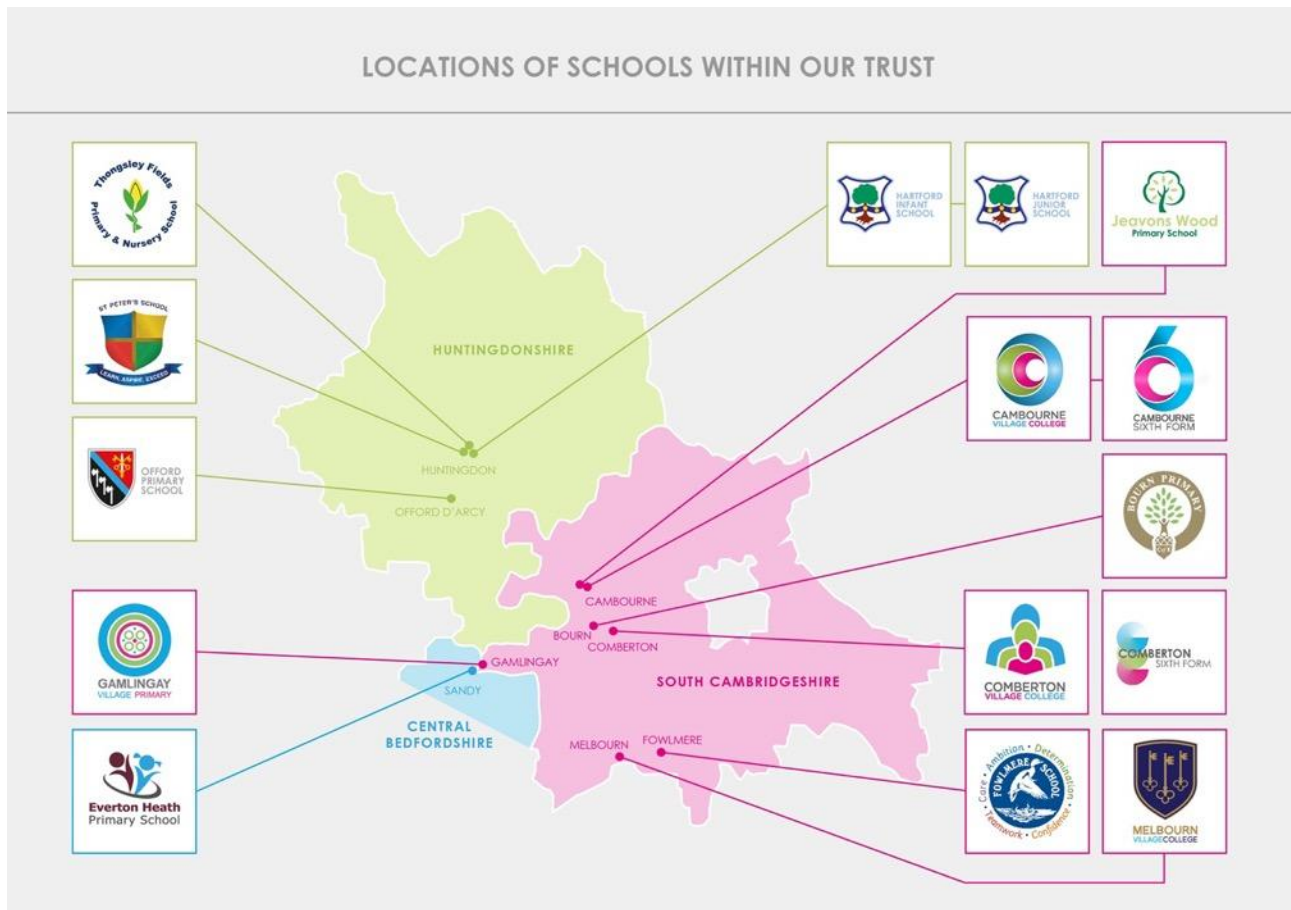 LOCATIONS OF SCHOOLS WITHIN OUR TRUST
Thongsley Fields
Primary & Nursery School
ST PETER'S SCHOOL
LEARN, ASPIRE, EXCEED
OFFORD
PRIMARY
SCHOOL
GAMLINGAY
VILLAGE PRIMARY
Everton Heath
Primary School
HUNTINGDONSHIRE
HUNTINGDON
OFFORD D'ARCY
CAMBOURNE
BOURN
COMBERTON
GAMLINGAY
SANDY
SOUTH CAMBRIDGESHIRE
CENTRAL
BEDFORDSHIRE
MELBOURN
FOWLMERE
HARTFORD
INFANT
SCHOOL
HARTFORD
JUNIOR
SCHOOL
Jeavons Wood
Primary School
CAMBOURNE
VILLAGE COLLEGE
6
CAMBOURNE
SIXTH FORM
BOURN PRIMARY
CofE
COMBERTON
VILLAGE COLLEGE
COMBERTON
SIXTH FORM
Care • Ambition • Determination
FOWLMERE SCHOOL
Teamwork • Confidence
MELBOURN
VILLAGECOLLEGE